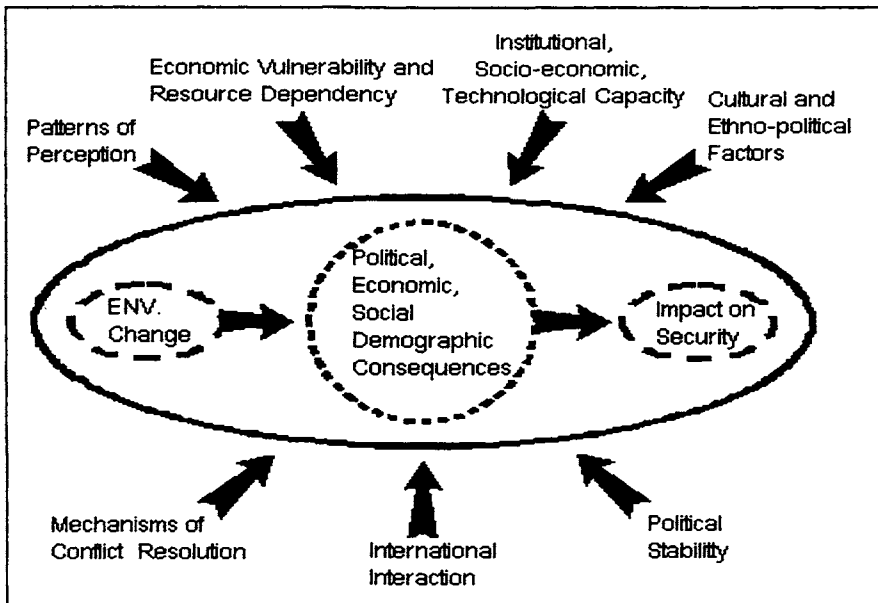 Patterns of
Perception
Economic Vulnerability and
Resource Dependency
Institutional,
Socio-economic,
Technological Capacity
Cultural and
Ethno-political
Factors
ENV.
Change
Political,
Economic,
Social
Demographic
Consequences
Impact on
Security
Mechanisms of
Conflict Resolution
International
Interaction
Political
Stabilitty